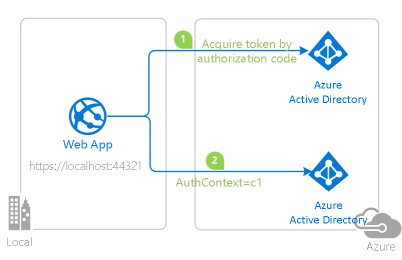 1
Acquire token by
authorization code
Azure
Active Directory
Web App
https://localhost:44321
2
AuthContext=c1
Azure
Active Directory
Local
Azure